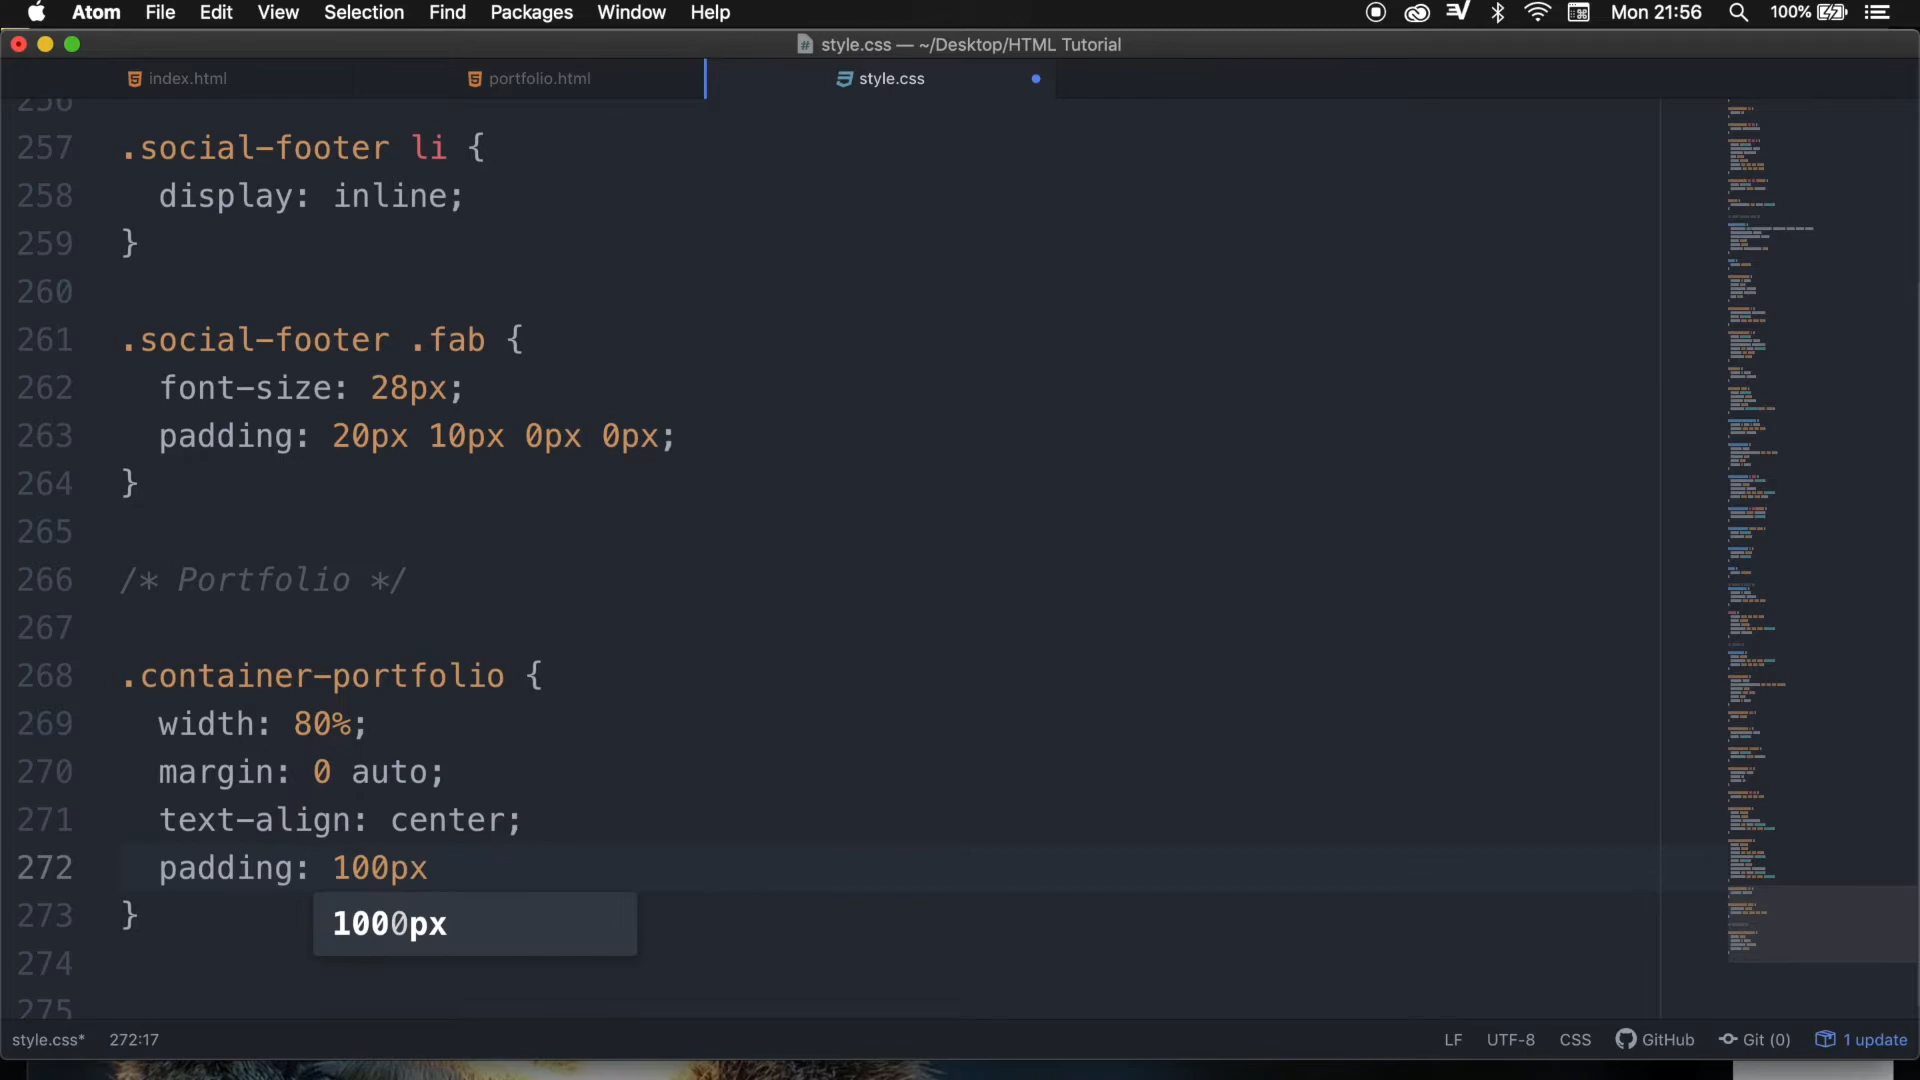 Atom File Edit View Selection Find Packages Window Help Mon 21:56 100%
style.css — ~/Desktop/HTML Tutorial
index.html portfolio.html style.css
256
257 .social-footer li {
258 display: inline;
259 }
260
261 .social-footer .fab {
262 font-size: 28px;
263 padding: 20px 10px 0px 0px;
264 }
265
266 /* Portfolio */
267
268 .container-portfolio {
269 width: 80%;
270 margin: 0 auto;
271 text-align: center;
272 padding: 100px
273 }
1000px
274
275
style.css* 272:17 LF UTF-8 CSS GitHub Git (0) 1 update